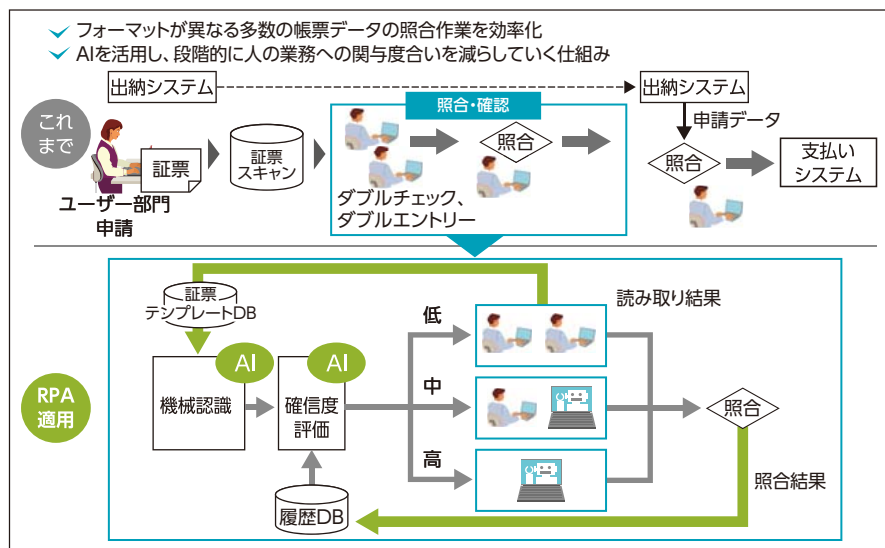 フォーマットが異なる多数の帳票データの照合作業を効率化
AIを活用し、段階的に人の業務への関与度合いを減らしていく仕組み
これ
まで
出納システム
照合・確認
出納システム
申請データ
証票
証票
スキャン
照合
照合
支払い
システム
ユーザー部門
申請
ダブルチェック、
ダブルエントリー
RPA
適用
証票
テンプレートDB
AI
AI
機械認識
確信度
評価
履歴DB
低
中
高
読み取り結果
照合
照合結果